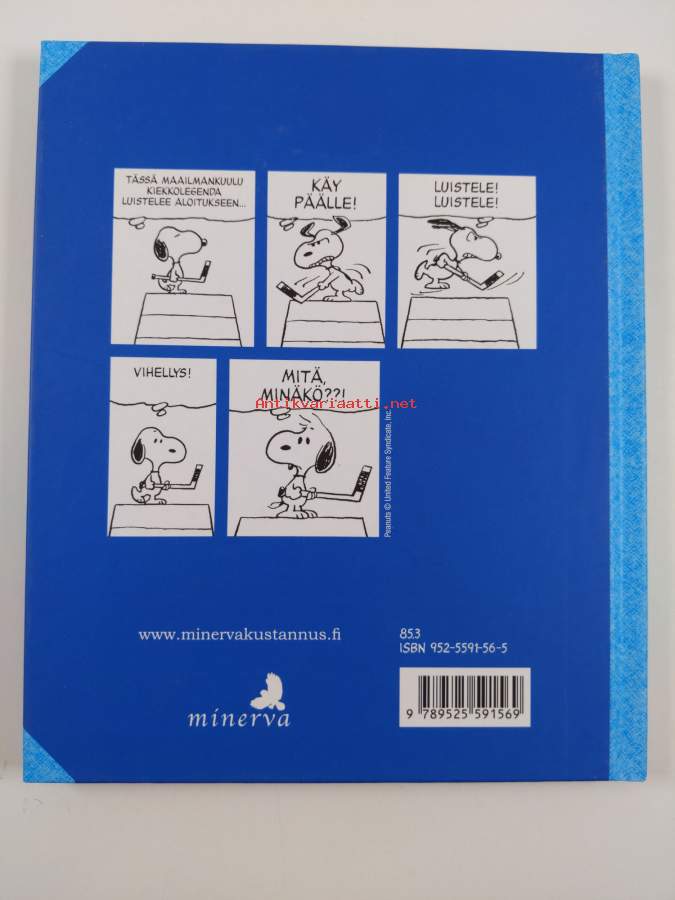 TÄSSÄ MAAILMANKUULU
KIEKKOLEGENDA
LUISTELEE ALOITUKSEEN...
KÄY
PÄÄLLE!
LUISTELE!
LUISTELE!
VIHELLYS!
MITÄ,
MINÄKÖ??!
Antikvariaatti.net
Peanuts © United Feature Syndicate, Inc.
www.minervakustannus.fi
minerva
85.3
ISBN 952-5591-56-5
9 789525 591569